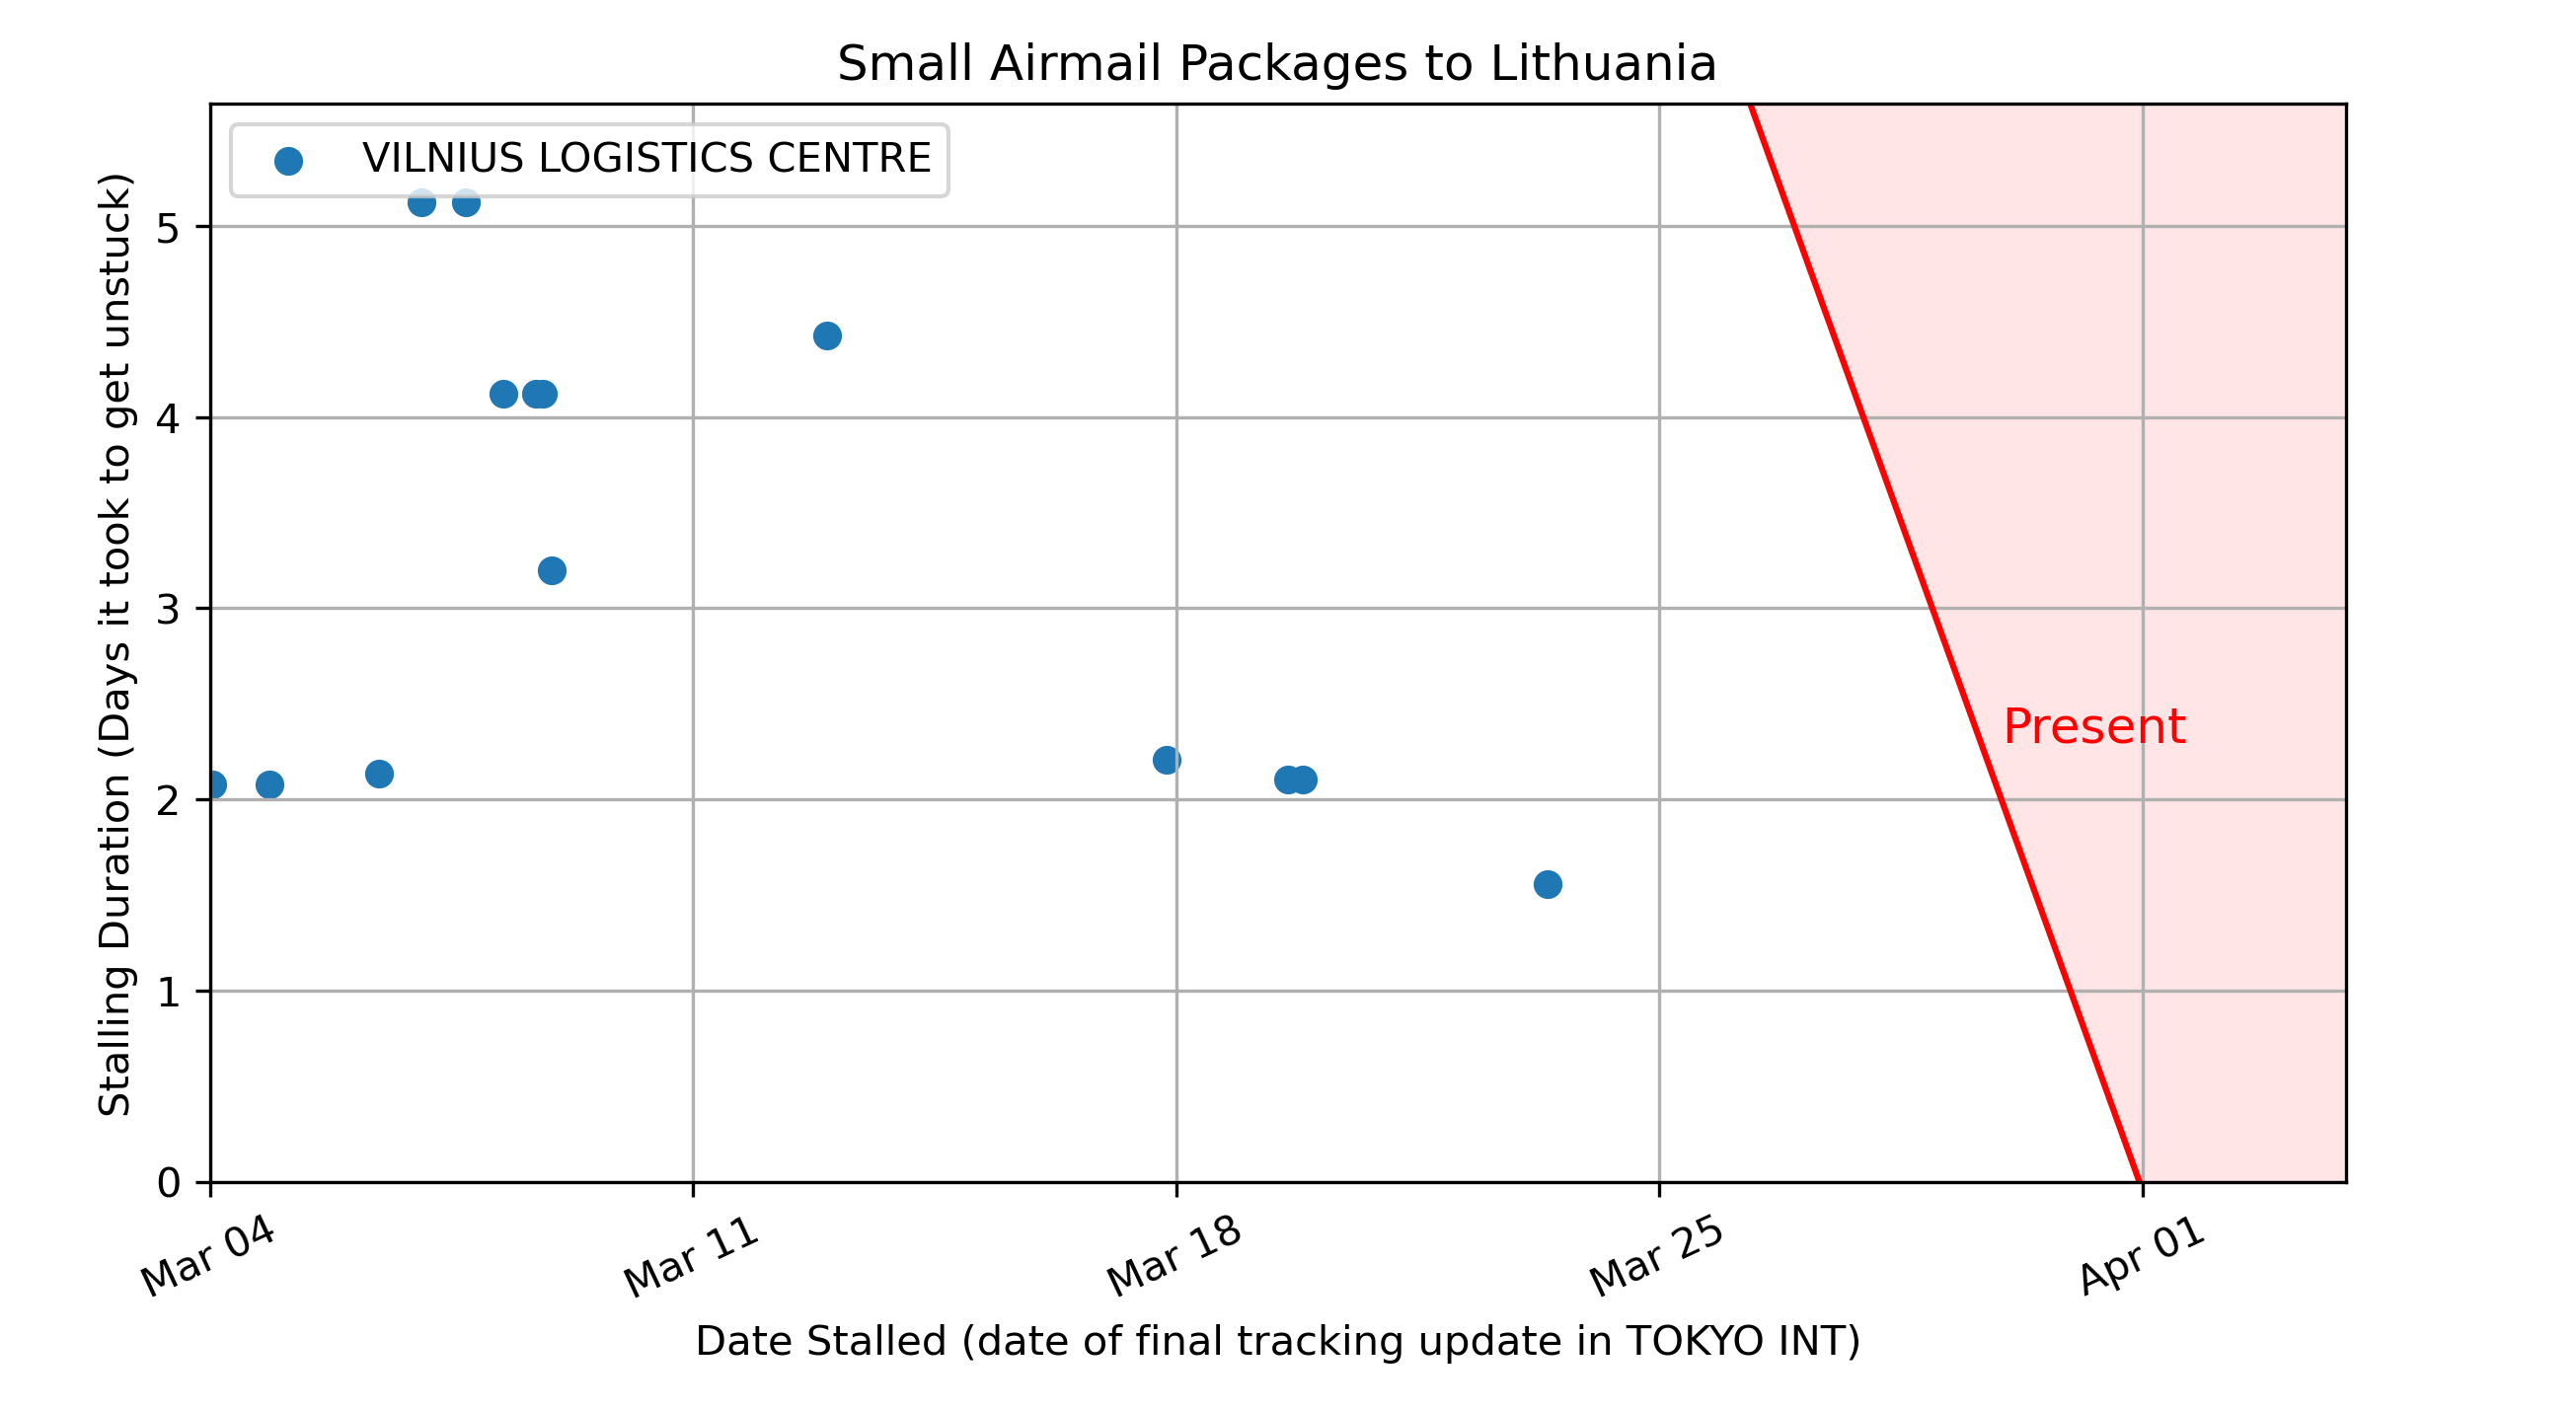 Small Airmail Packages to Lithuania
VILNIUS LOGISTICS CENTRE
Stalling Duration (Days it took to get unstuck)
5
4
3
2
1
0
Present
Mar 04
Mar 11
Mar 18
Mar 25
Apr 01
Date Stalled (date of final tracking update in TOKYO INT)